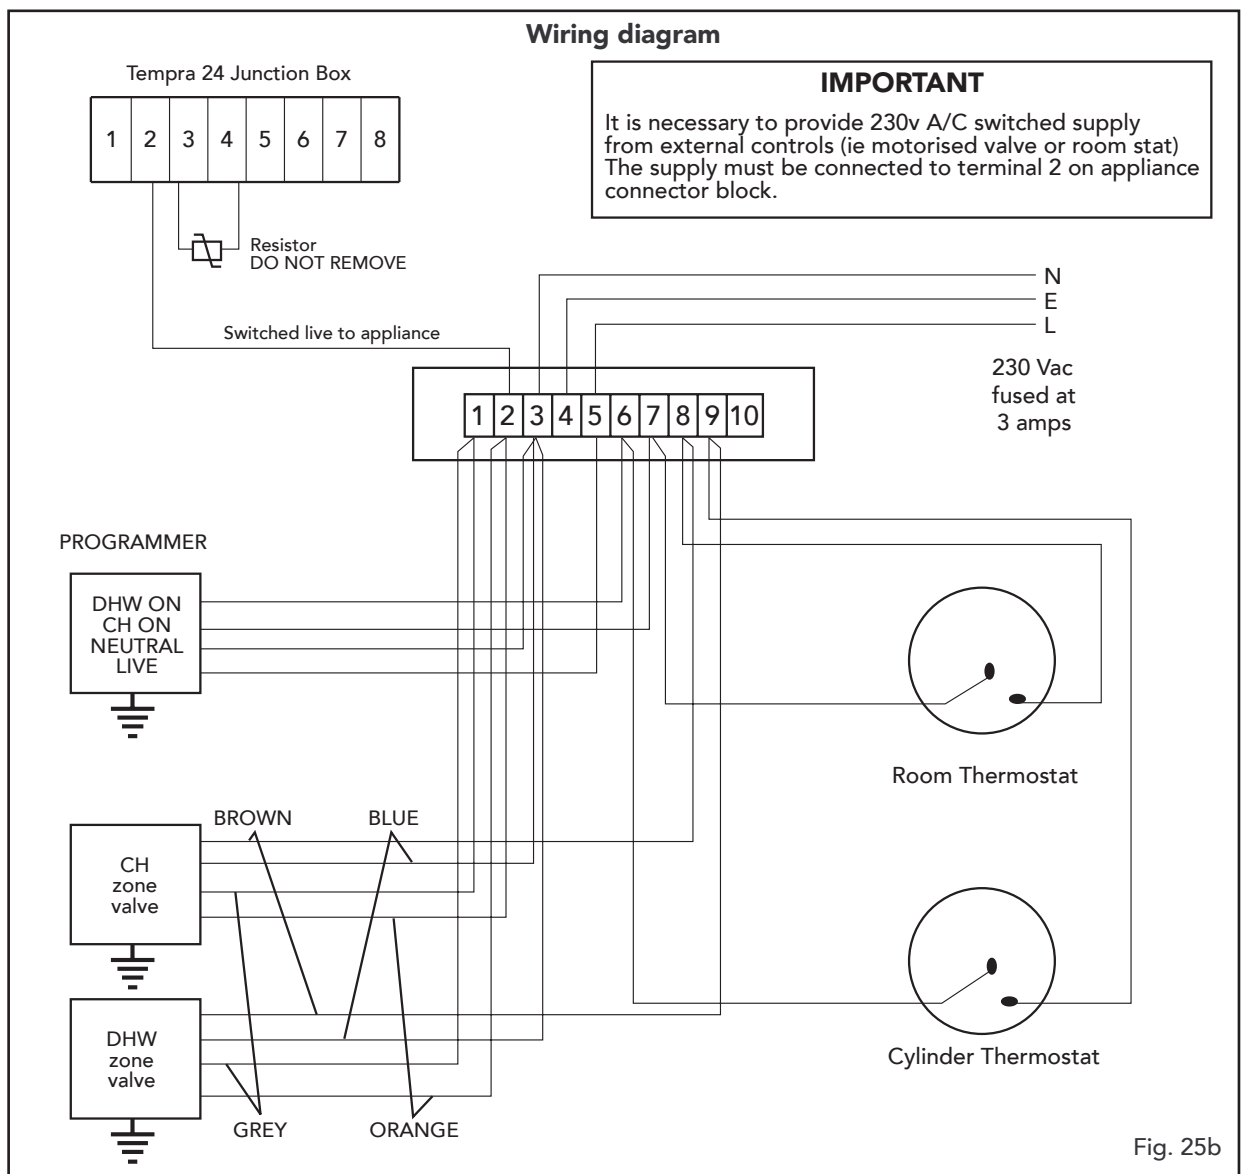 Wiring diagram
Tempra 24 Junction Box
1 2 3 4 5 6 7 8
IMPORTANT
It is necessary to provide 230v A/C switched supply
from external controls (ie motorised valve or room stat)
The supply must be connected to terminal 2 on appliance
connector block.
Resistor
DO NOT REMOVE
N
E
L
Switched live to appliance
230 Vac
fused at
3 amps
1 2 3 4 5 6 7 8 9 10
PROGRAMMER
DHW ON
CH ON
NEUTRAL
LIVE
Room Thermostat
BROWN
BLUE
CH
zone
valve
DHW
zone
valve
Cylinder Thermostat
GREY
ORANGE
Fig. 25b